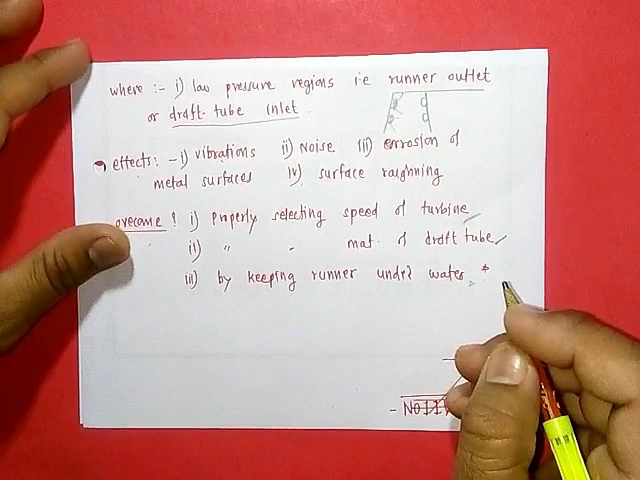 where :- i) low pressure regions i.e runner outlet
or draft-tube inlet.
effects: - i) vibrations ii) Noise iii) corrosion of
metal surfaces iv) surface roughning
overcome ! i) properly selecting speed of turbine
ii) " " mat. of draft tube
iii) by keeping runner under water.